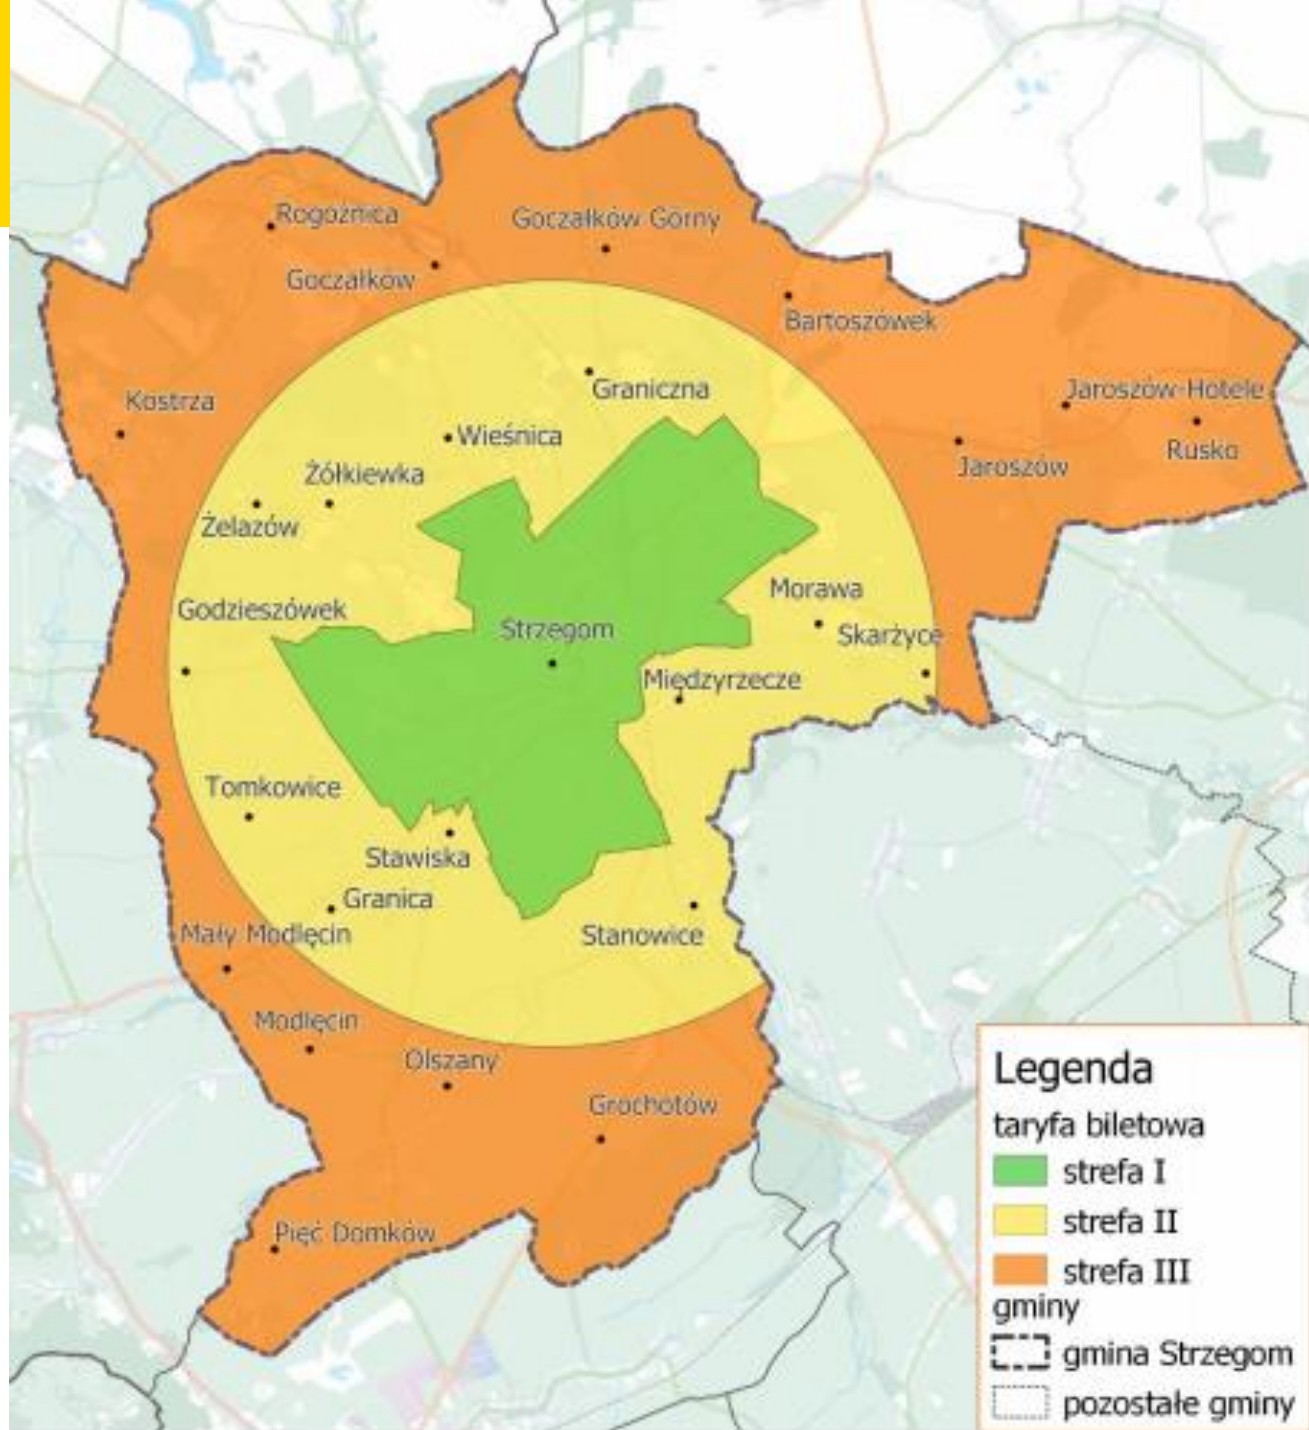 Rogoźnica
Goczałków Górny
Goczałków
Bartoszówek
Graniczna
Jaroszów-Hotele
Kostrza
Wieśnica
Rusko
Jaroszów
Żółkiewka
Żelazów
Morawa
Godzieszówek
Strzegom
Skarżyce
Międzyrzecze
Tomkowice
Stawiska
Granica
Mały Modlęcin
Stanowice
Modlęcin
Olszany
Grochotów
Pięć Domków
Legenda
taryfa biletowa
strefa I
strefa II
strefa III
gminy
gmina Strzegom
pozostałe gminy